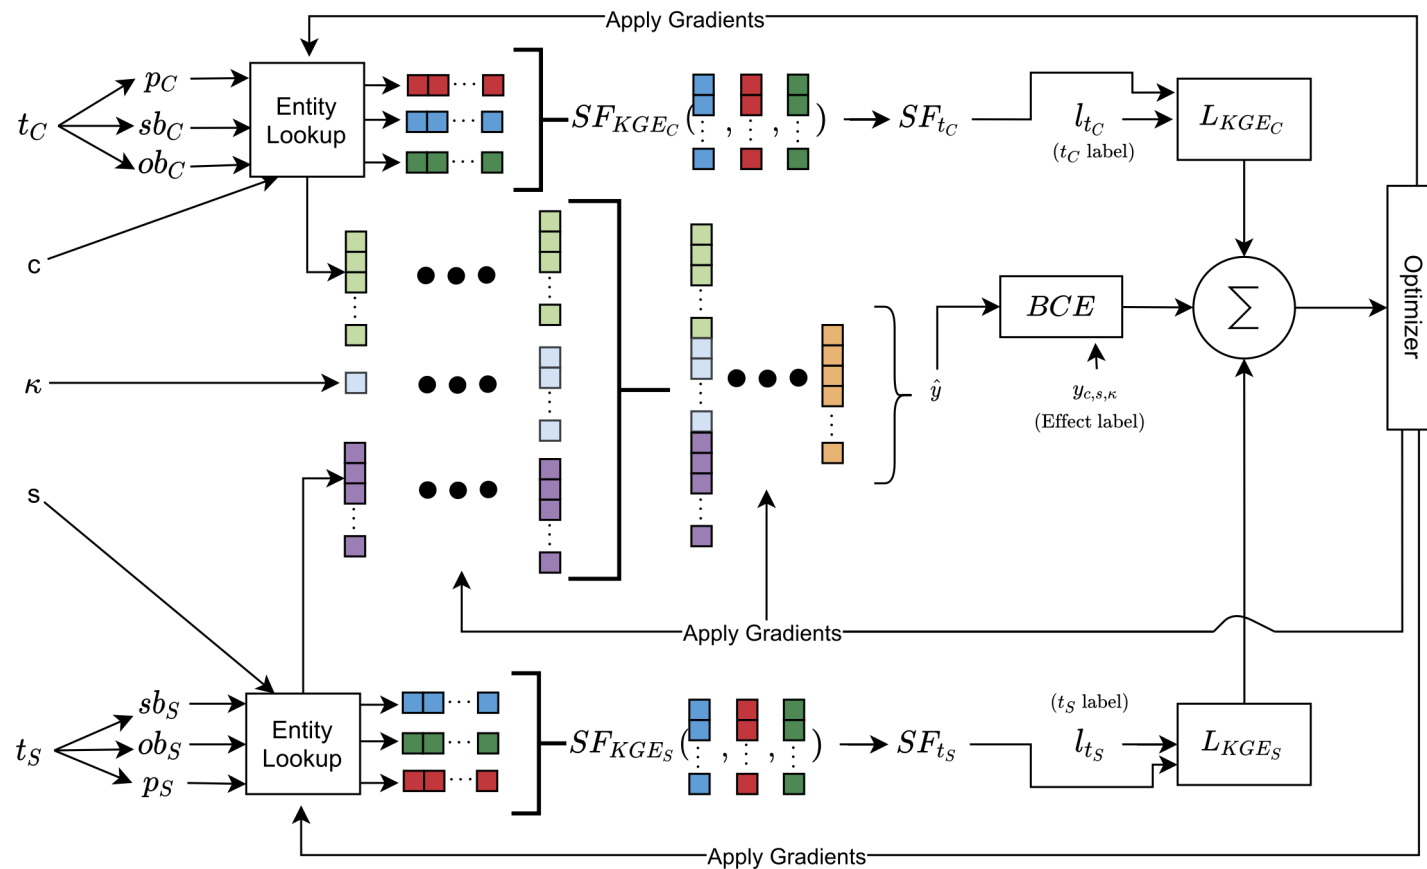 Apply Gradients
p_C
t_C
sb_C
ob_C
Entity
Lookup
SF_{KGE_C}( , , )
SF_{t_C}
l_{t_C}
(t_C label)
L_{KGE_C}
c
κ
s
ŷ
BCE
y_{c,s,κ}
(Effect label)
∑
Optimizer
Apply Gradients
sb_S
t_S
ob_S
p_S
Entity
Lookup
SF_{KGE_S}( , , )
SF_{t_S}
(t_S label)
l_{t_S}
L_{KGE_S}
Apply Gradients